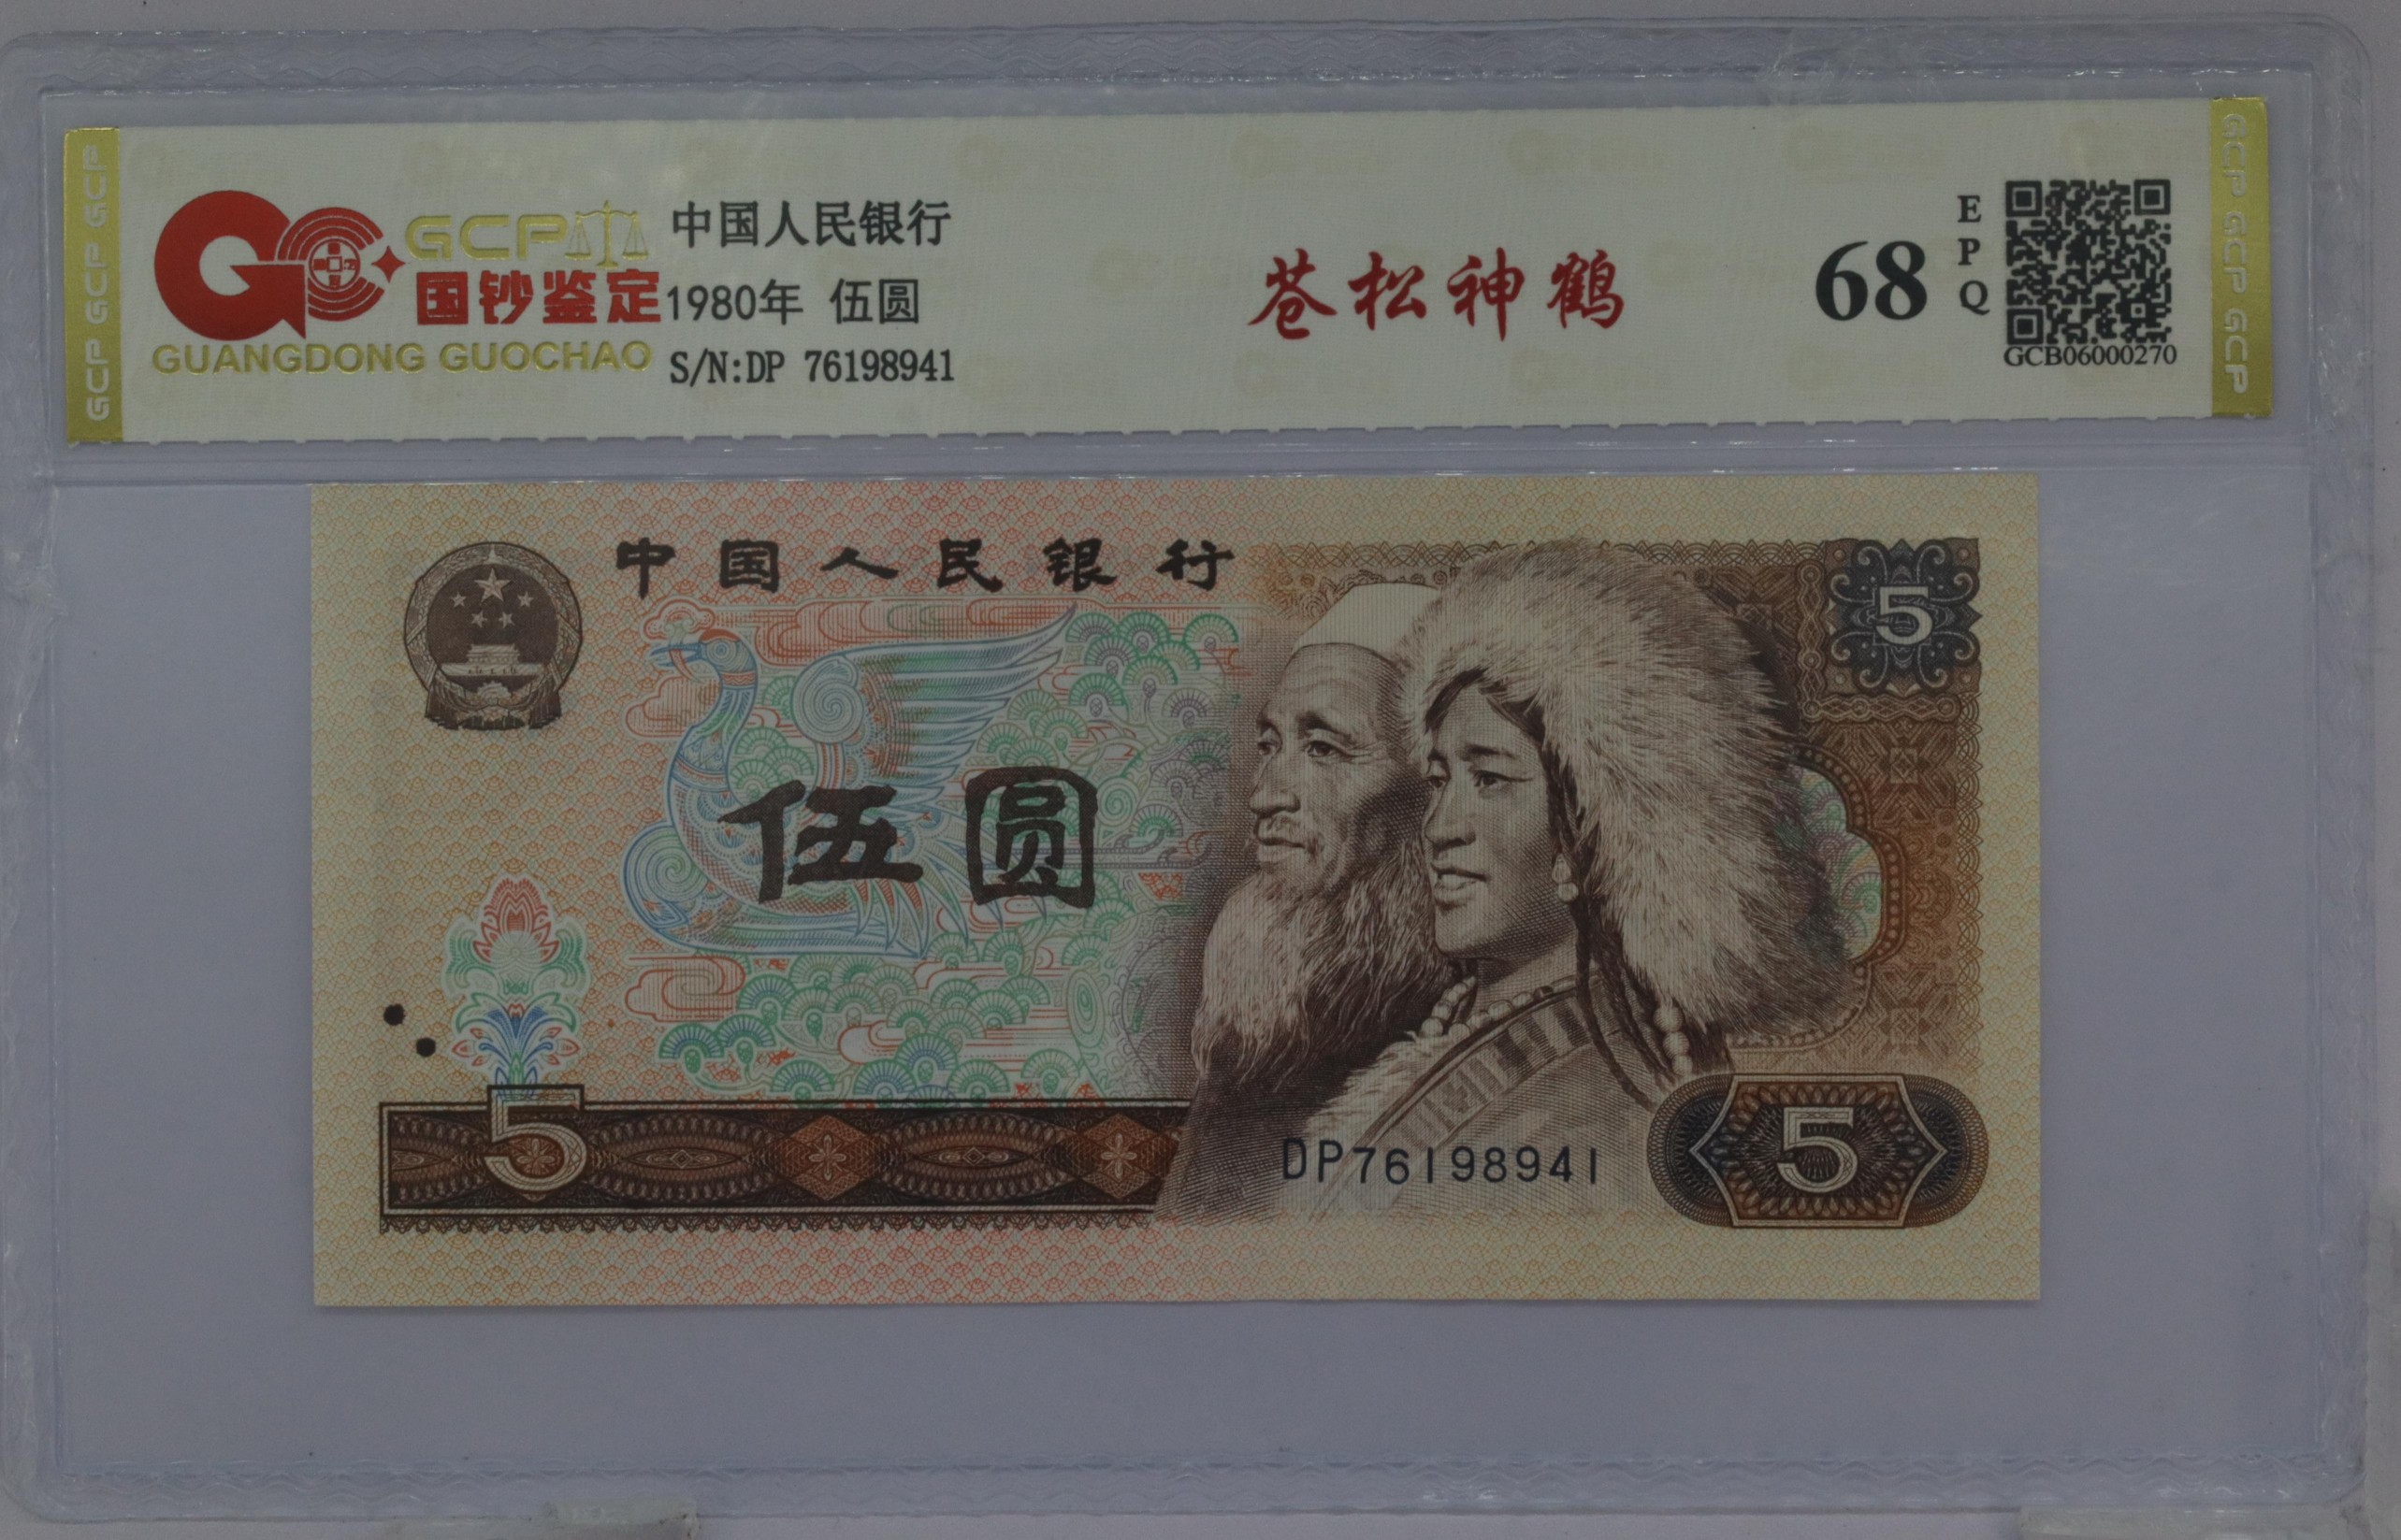 GCP GCP GCP
GCP
国钞鉴定
GUANGDONG GUOCHAO
中国人民银行
1980年 伍圆
S/N:DP 76198941
苍松神鹤
68
EPQ
GCB06000270
GCP GCP GCP
中国人民银行
5
伍圆
5
DP76198941
5